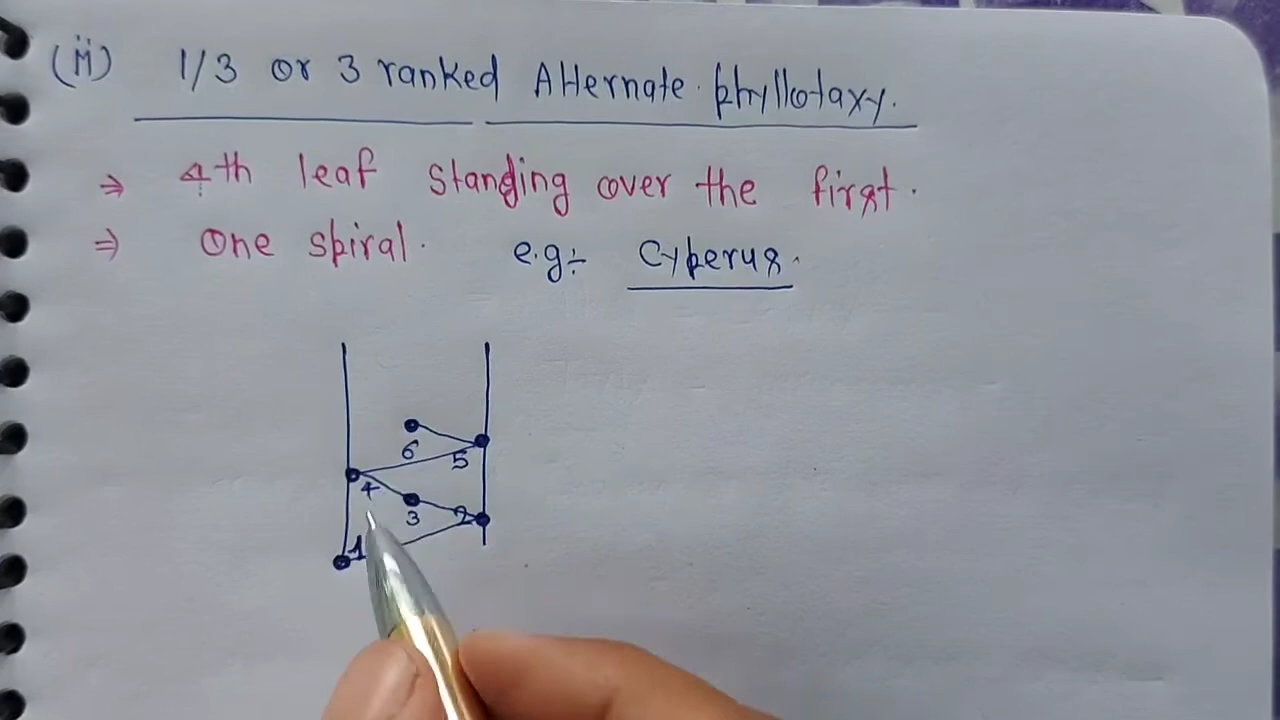 (ii) 1/3 or 3 ranked Alternate phyllotaxy.
⇒ 4th leaf standing over the first.
⇒ One spiral. e.g:- Cyperus.
6
5
4
3 2
1